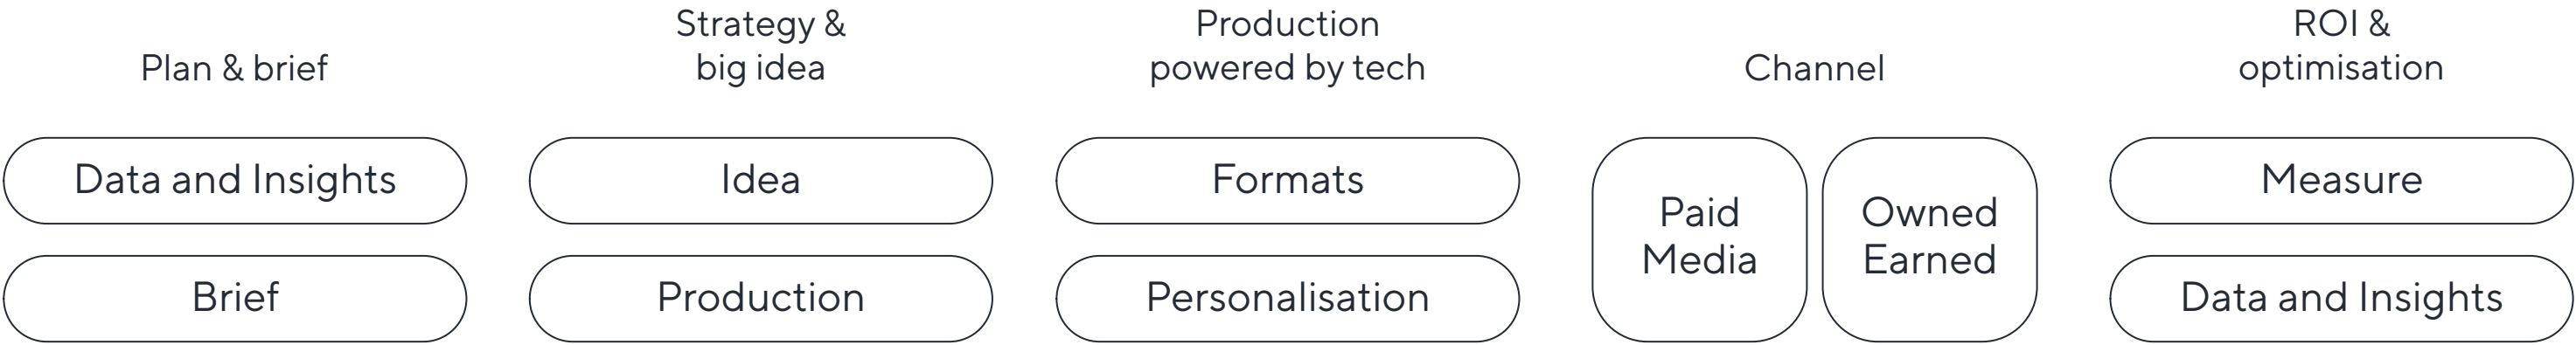 Plan & brief
Strategy &
big idea
Production
powered by tech
Channel
ROI &
optimisation
Data and Insights
Brief
Idea
Production
Formats
Personalisation
Paid
Media
Owned
Earned
Measure
Data and Insights